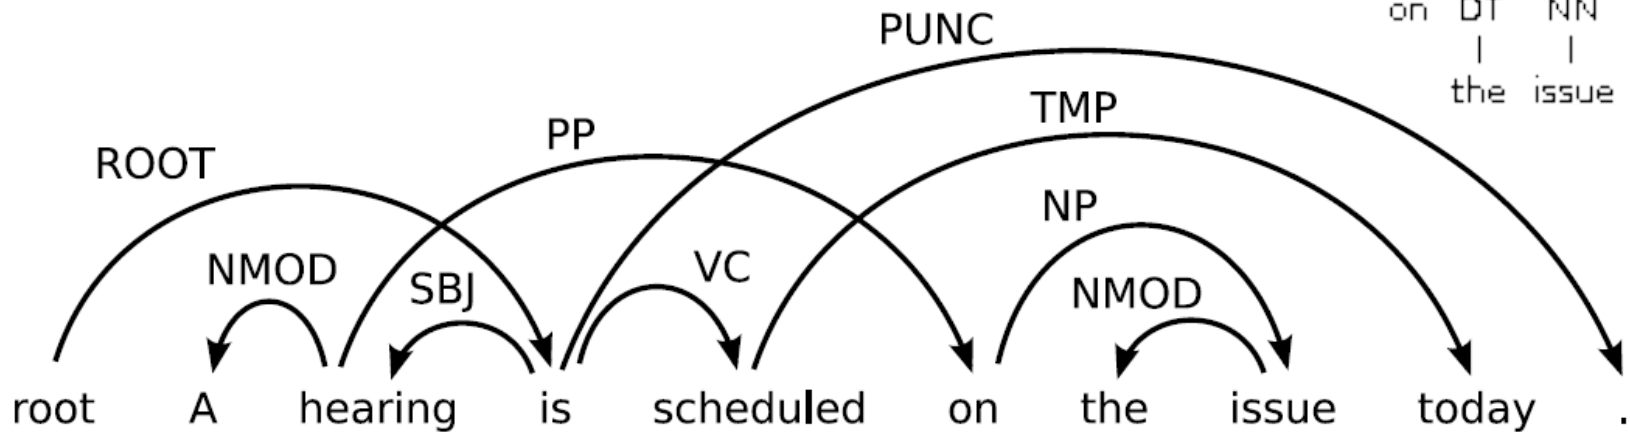 on DT NN
PUNC
the issue
TMP
PP
ROOT
NP
NMOD SBJ VC
NMOD
root A hearing is scheduled on the issue today .